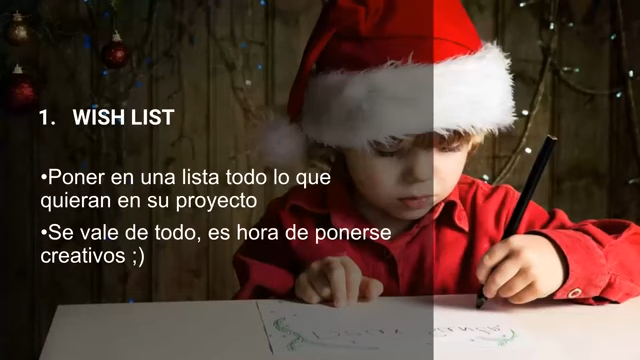 1. WISH LIST
•Poner en una lista todo lo que
quieran en su proyecto
•Se vale de todo, es hora de ponerse
creativos ;)